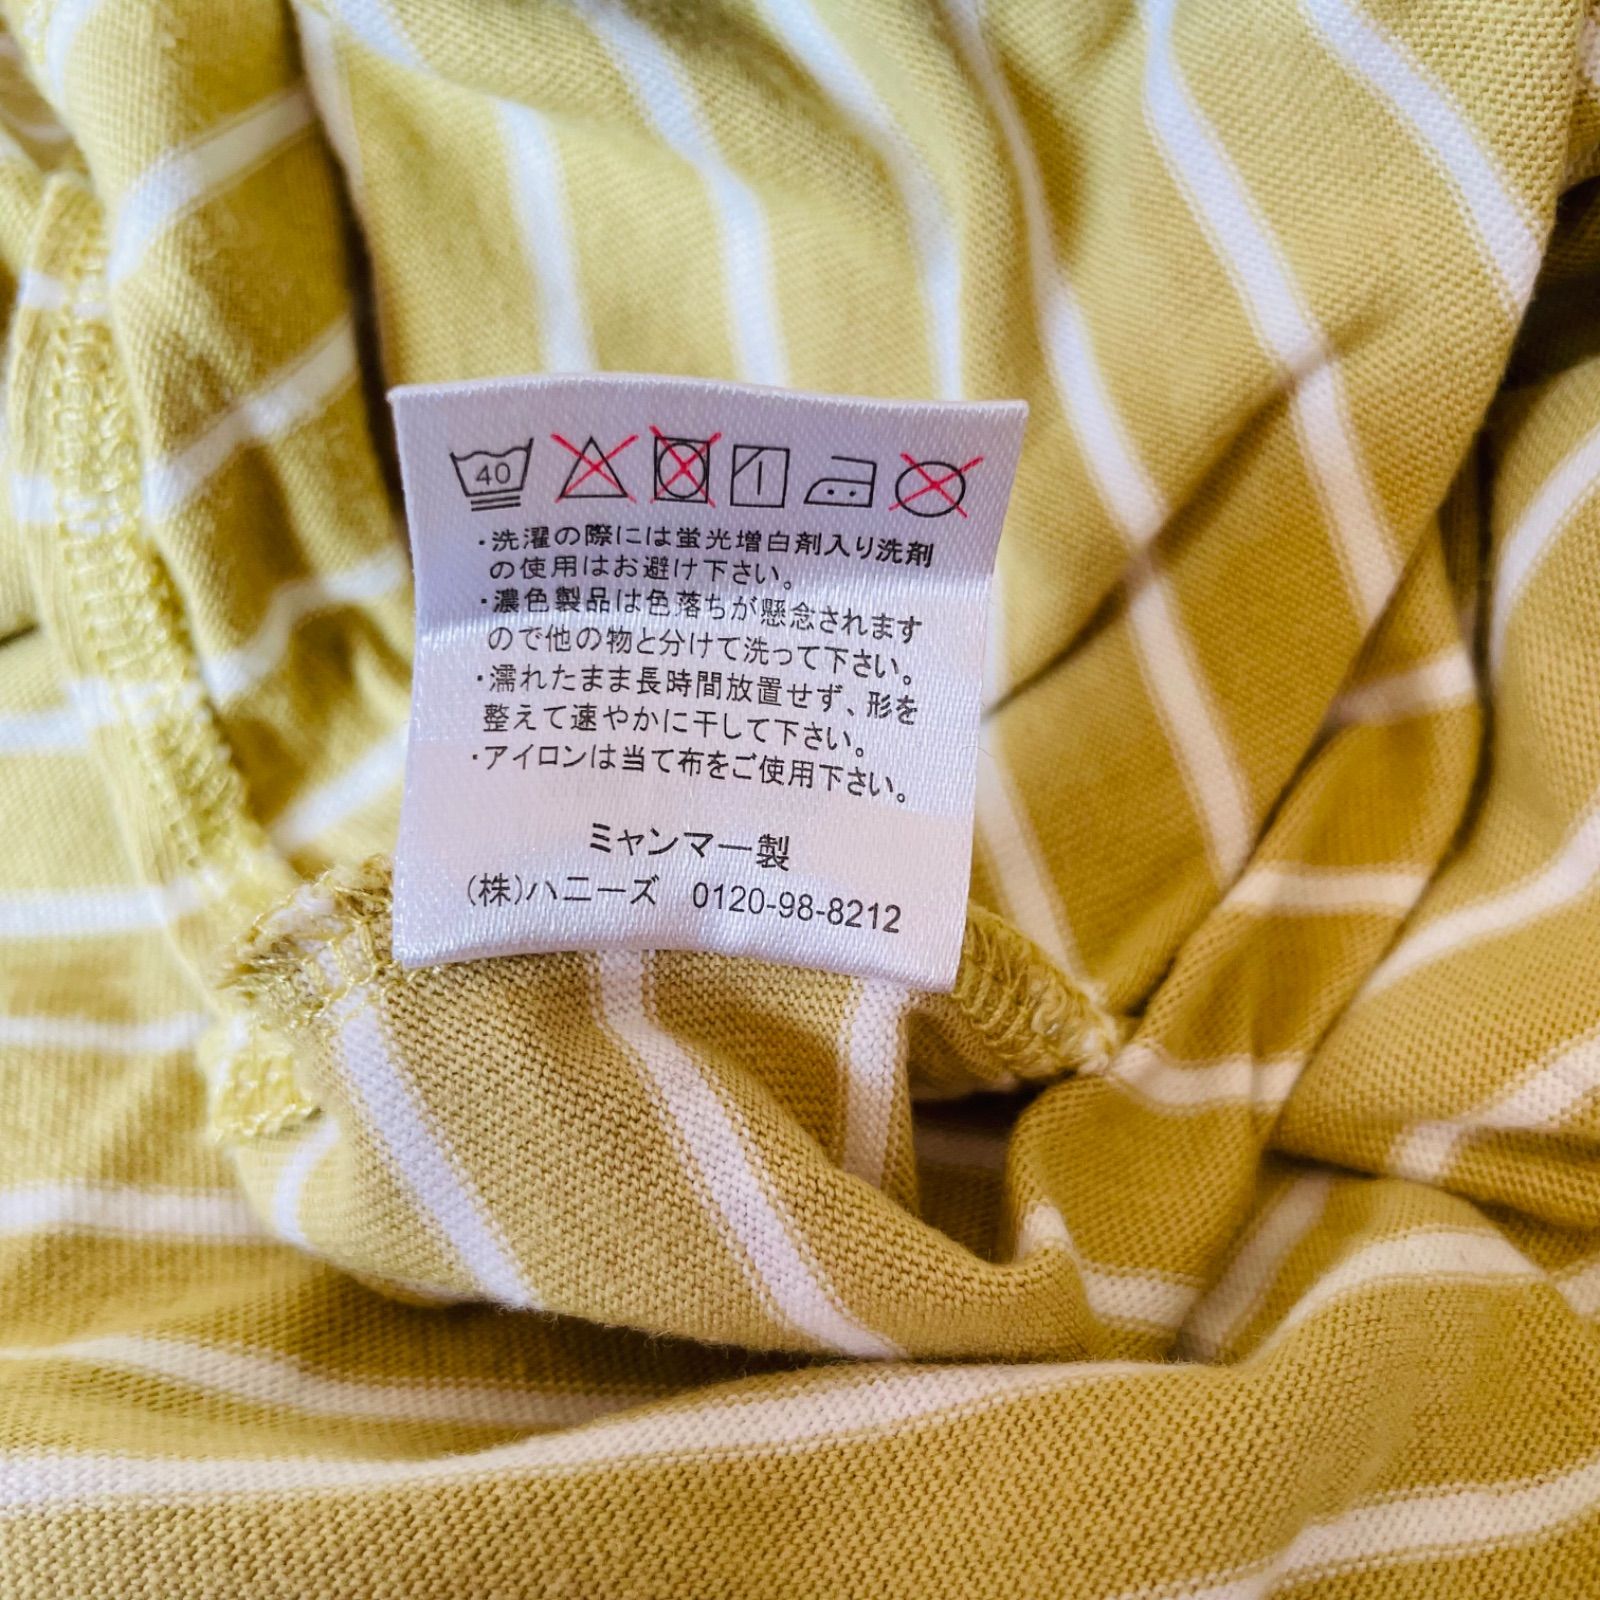 40
・洗濯の際には蛍光増白剤入り洗剤
の使用はお避け下さい。
・濃色製品は色落ちが懸念されます
ので他の物と分けて洗って下さい。
・濡れたまま長時間放置せず、形を
整えて速やかに干して下さい。
・アイロンは当て布をご使用下さい。
ミャンマー製
(株)ハニーズ 0120-98-8212